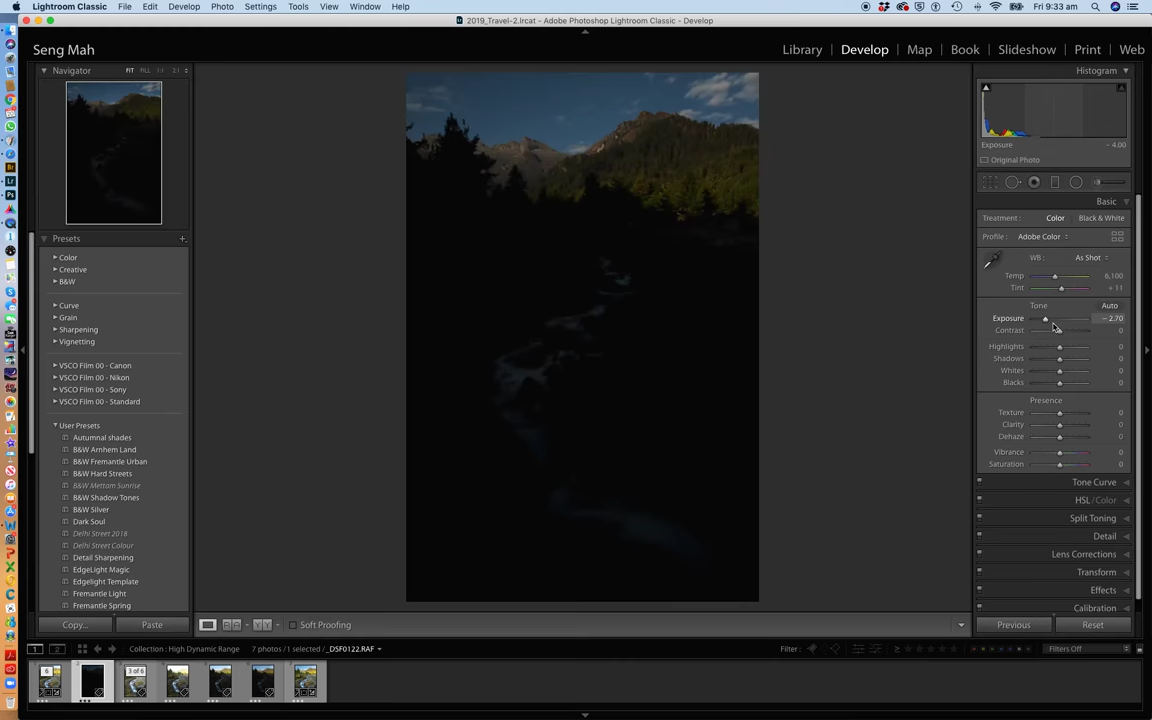 Lightroom Classic File Edit Develop Photo Settings Tools View Window Help Fri 9:33 am
2019_Travel-2.lrcat - Adobe Photoshop Lightroom Classic - Develop
Seng Mah Library Develop Map Book Slideshow Print Web
Navigator FIT FILL 1:1 2:1
Histogram
Exposure - 4.00
Original Photo
Basic
Treatment : Color Black & White
Profile : Adobe Color
WB : As Shot
Temp 6,100
Tint + 11
Tone Auto
Exposure - 2.70
Contrast 0
Highlights 0
Shadows 0
Whites 0
Blacks 0
Presence
Texture 0
Clarity 0
Dehaze 0
Vibrance 0
Saturation 0
Tone Curve
HSL / Color
Split Toning
Detail
Lens Corrections
Transform
Effects
Calibration
Previous Reset
Presets
Color
Creative
B&W
Curve
Grain
Sharpening
Vignetting
VSCO Film 00 - Canon
VSCO Film 00 - Nikon
VSCO Film 00 - Sony
VSCO Film 00 - Standard
User Presets
Autumnal shades
B&W Arnhem Land
B&W Fremantle Urban
B&W Hard Streets
B&W Mettam Sunrise
B&W Shadow Tones
B&W Silver
Dark Soul
Delhi Street 2018
Delhi Street Colour
Detail Sharpening
EdgeLight Magic
Edgelight Template
Fremantle Light
Fremantle Spring
Copy... Paste
Soft Proofing
1 2 Collection : High Dynamic Range 7 photos / 1 selected / _DSF0122.RAF Filter : Filters Off
6 3 of 6